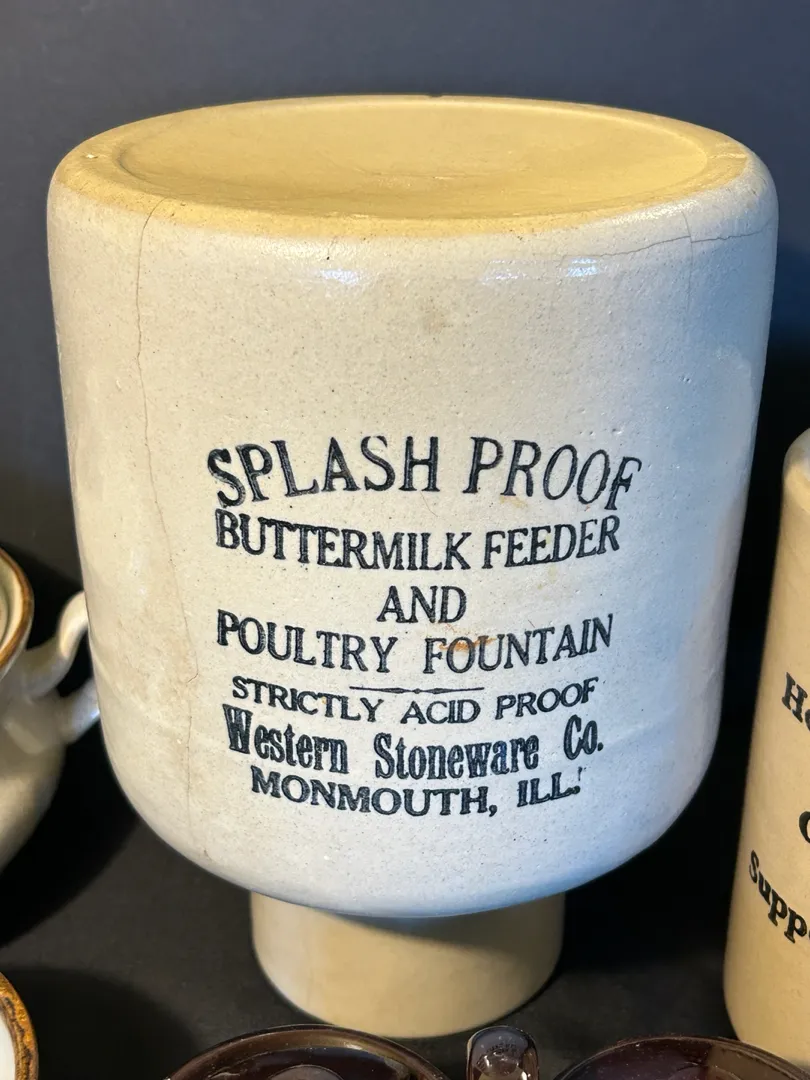 SPLASH PROOF
BUTTERMILK FEEDER
AND
POULTRY FOUNTAIN
STRICTLY ACID PROOF
Western Stoneware Co.
MONMOUTH, ILL.